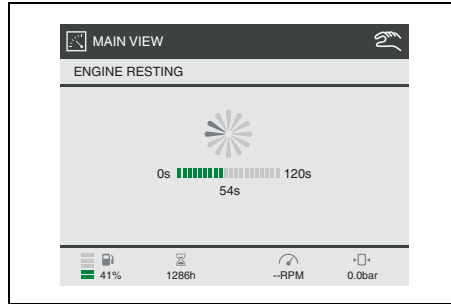 MAIN VIEW
ENGINE RESTING
0s 120s
54s
41% 1286h --RPM 0.0bar